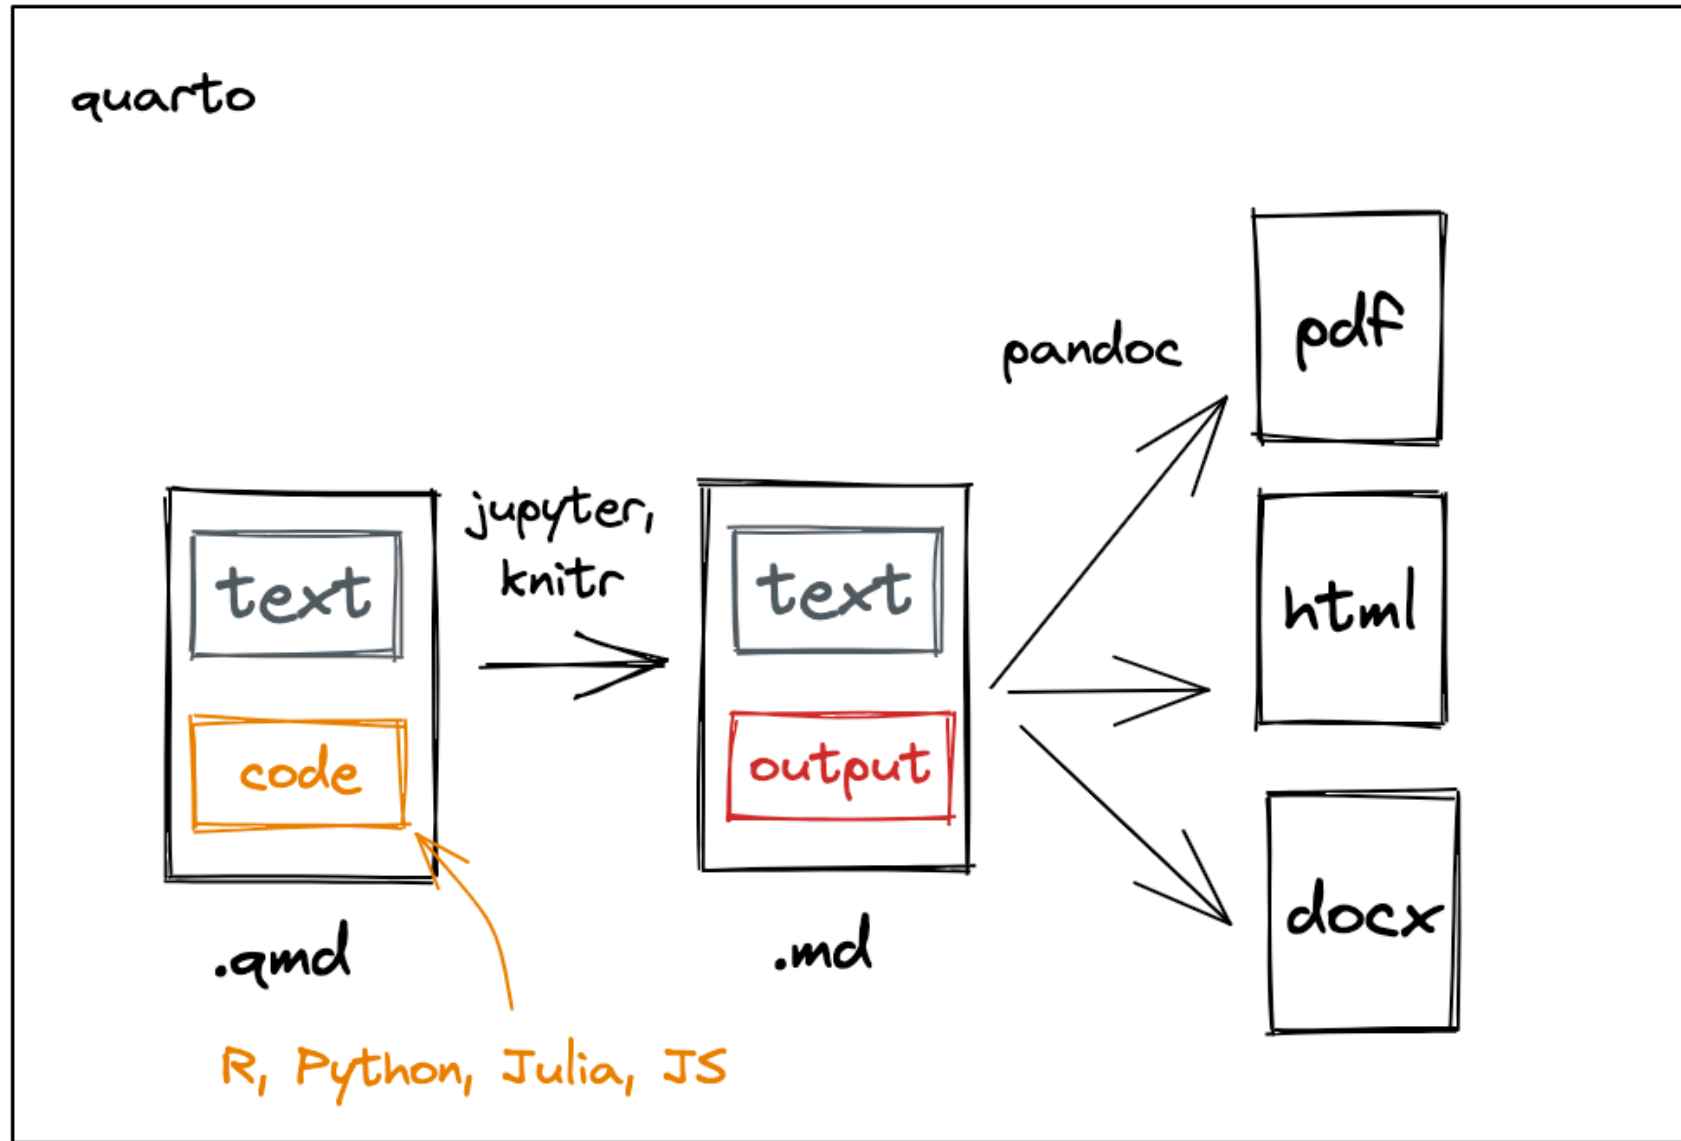 quarto
pandoc
pdf
jupyter,
knitr
text
text
html
code
output
docx
.qmd
.md
R, Python, Julia, JS